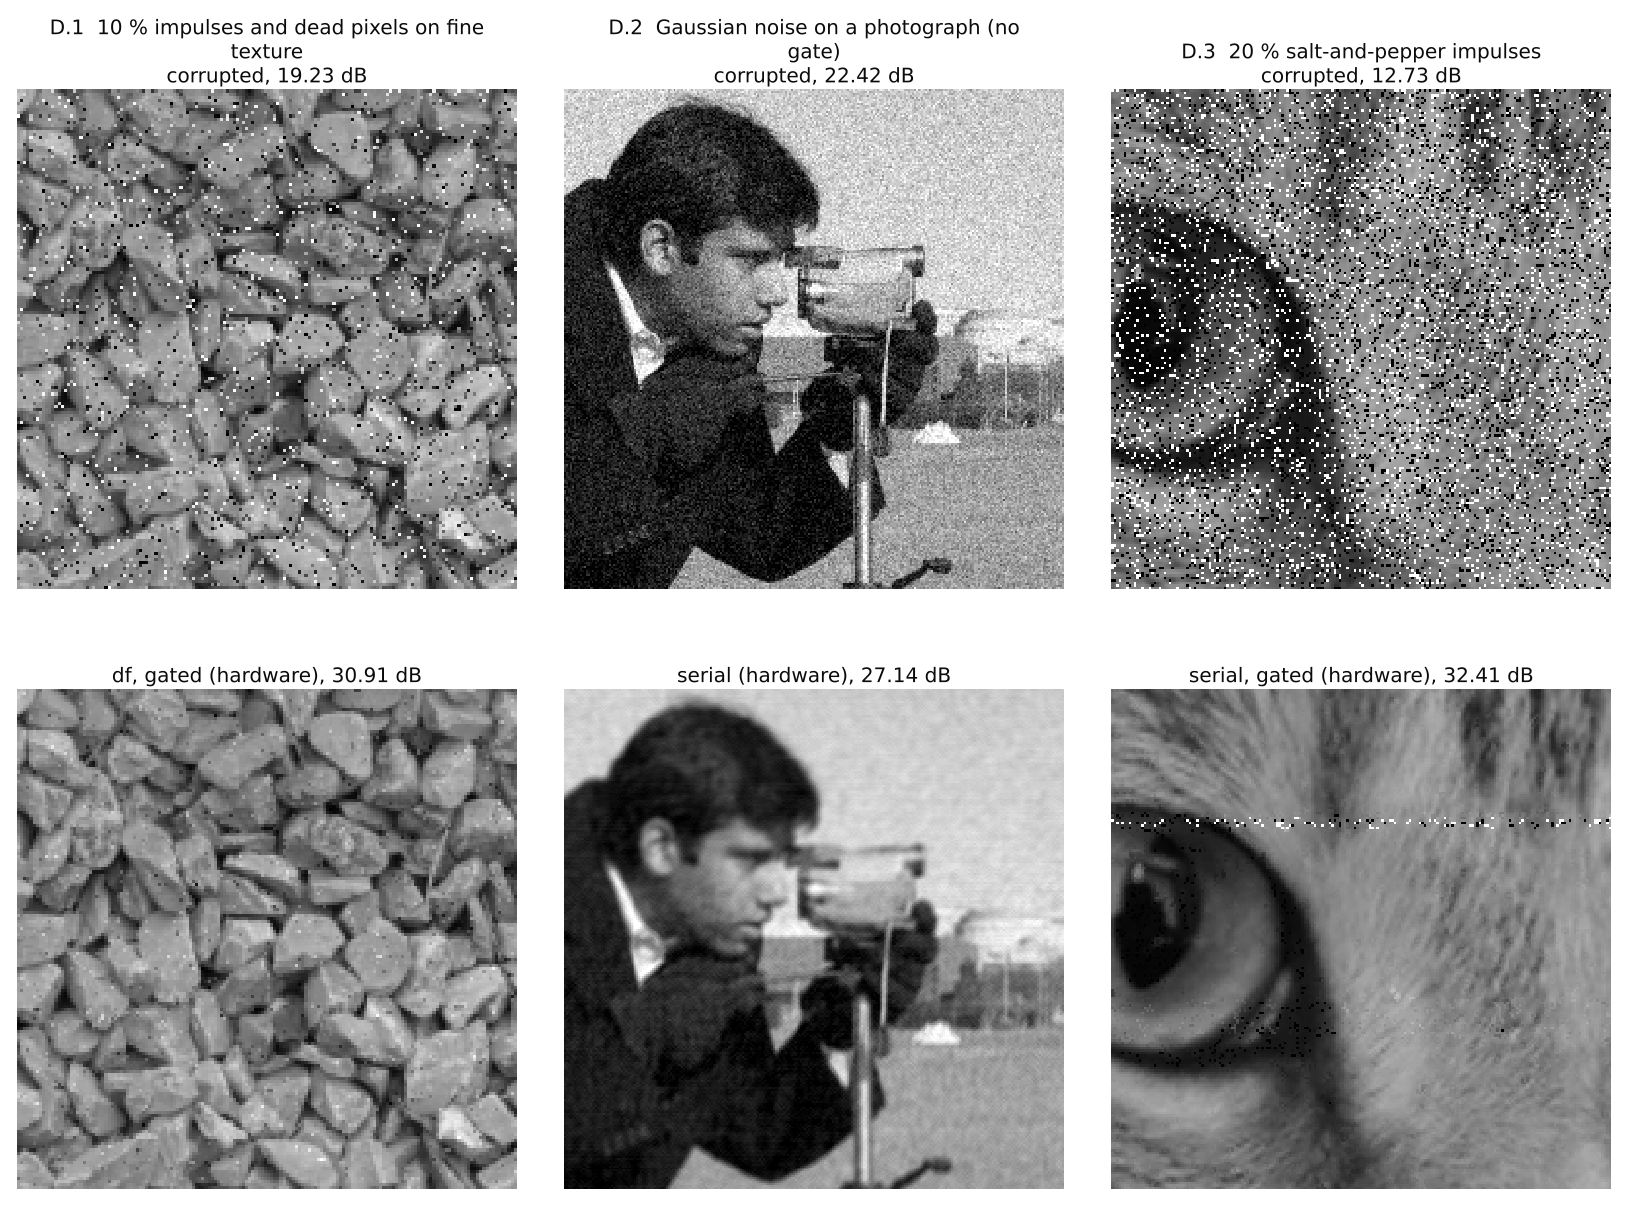 D.1  10 % impulses and dead pixels on fine
texture
corrupted, 19.23 dB
D.2  Gaussian noise on a photograph (no
gate)
corrupted, 22.42 dB
D.3  20 % salt-and-pepper impulses
corrupted, 12.73 dB
df, gated (hardware), 30.91 dB
serial (hardware), 27.14 dB
serial, gated (hardware), 32.41 dB